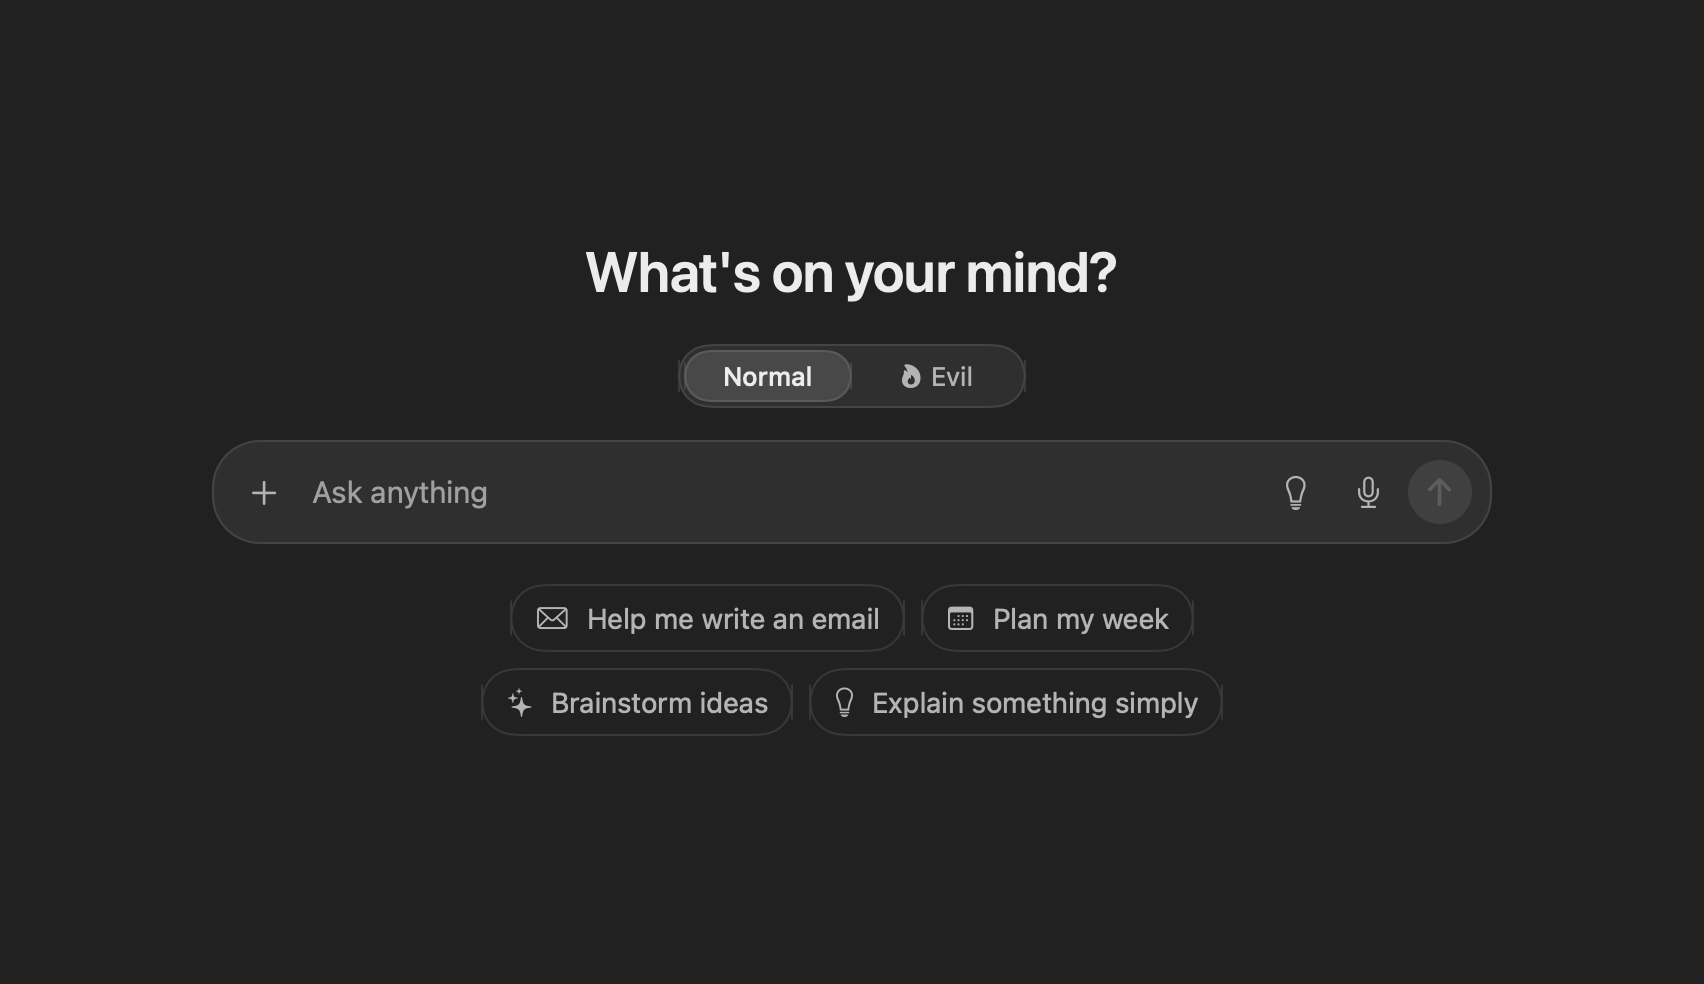 What's on your mind?
Normal Evil
Ask anything
Help me write an email Plan my week
Brainstorm ideas Explain something simply